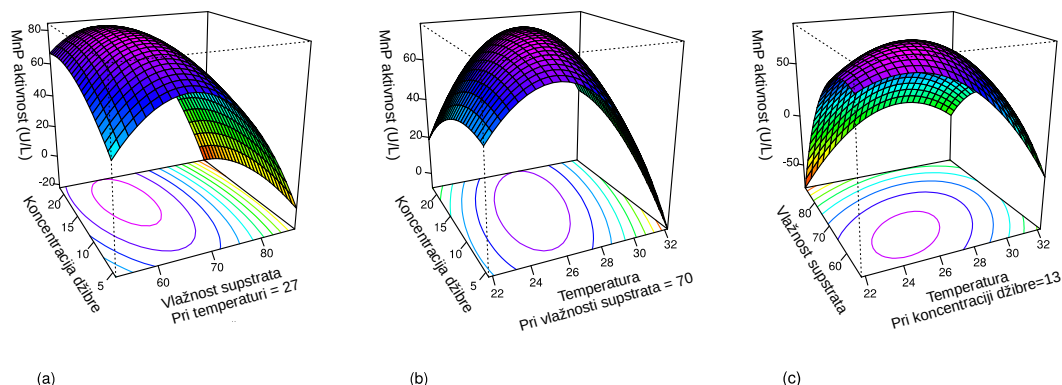 MnP aktivnost (U/L)
80
60
40
20
0
-20
20
15
10
5
Koncentracija džibre
60
70
80
Vlažnost supstrata
Pri temperaturi = 27
(a)
MnP aktivnost (U/L)
60
40
20
0
20
15
10
5
Koncentracija džibre
22
24
26
28
30
32
Temperatura
Pri vlažnosti supstrata = 70
(b)
MnP aktivnost (U/L)
50
0
-50
80
70
60
Vlažnost supstrata
22
24
26
28
30
32
Temperatura
Pri koncentraciji džibre=13
(c)